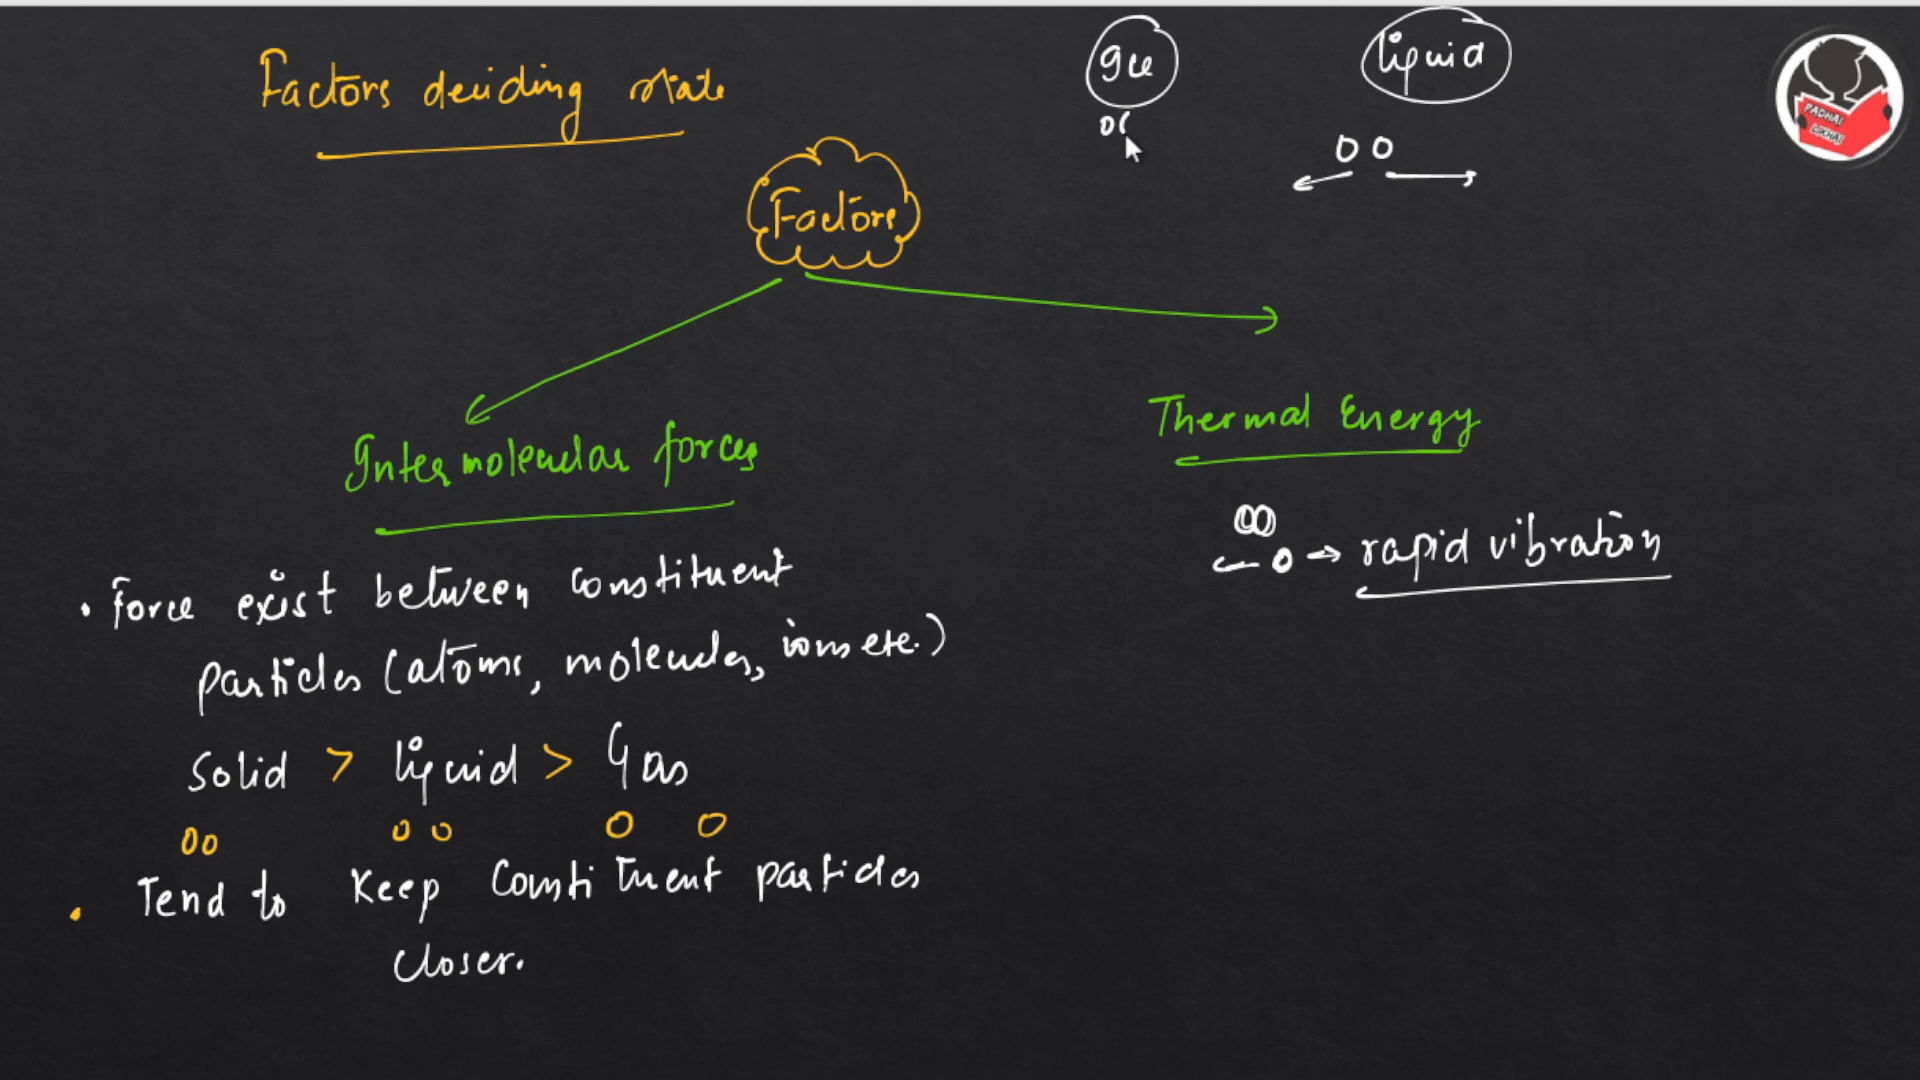 Factors deciding state
Ice
liquid
PADHAI
LIKHAI
Factors
Intermolecular forces
Thermal Energy
rapid vibration
• force exist between constituent
particles (atoms, molecules, ions etc.)
Solid > liquid > Gas
• Tend to keep constituent particles
closer.